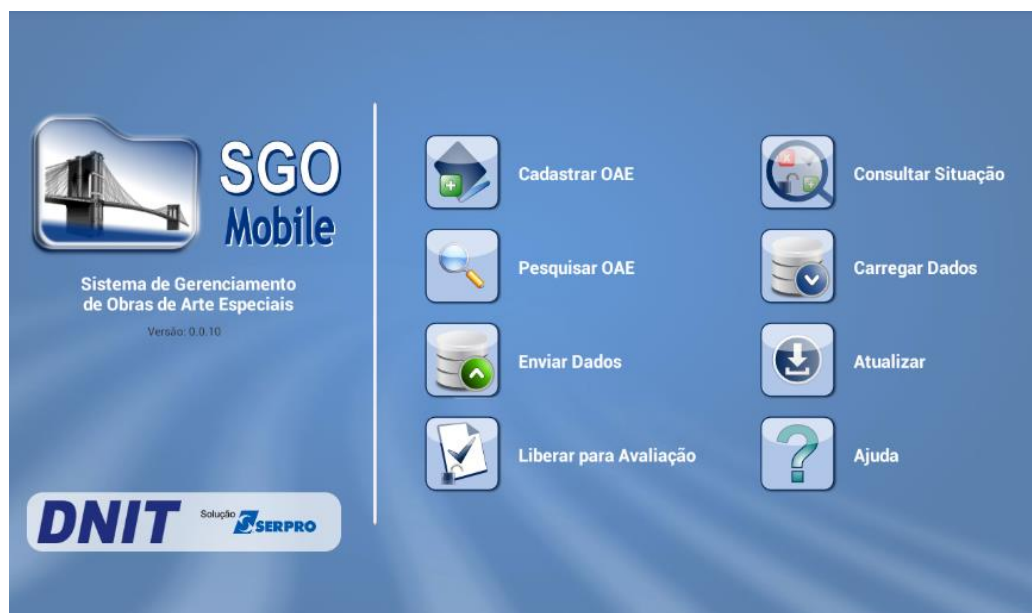 SGO
Mobile
Sistema de Gerenciamento
de Obras de Arte Especiais
Versão: 0.0.10
DNIT
Solução SERPRO
Cadastrar OAE
Consultar Situação
Pesquisar OAE
Carregar Dados
Enviar Dados
Atualizar
Liberar para Avaliação
Ajuda